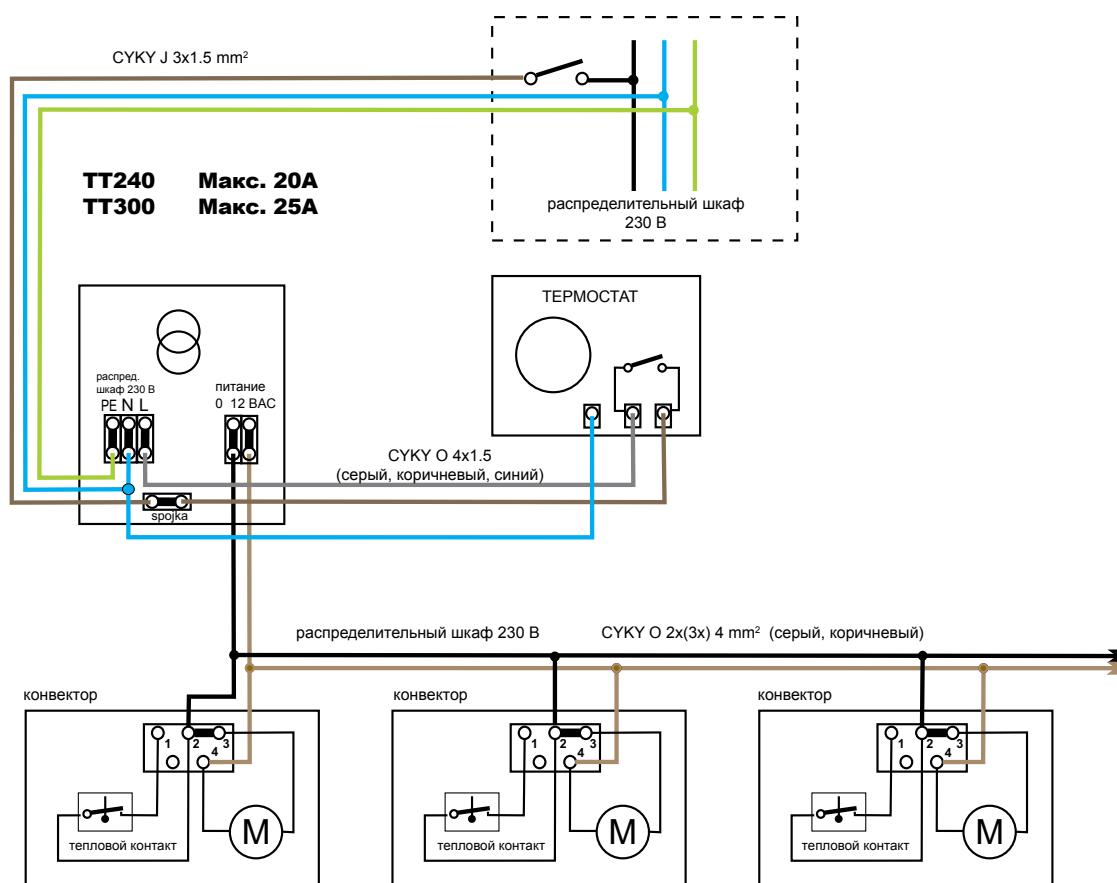 CYKY J 3x1.5 mm²
TT240 Макс. 20A
TT300 Макс. 25A
распределительный шкаф
230 В
ТЕРМОСТАТ
распред.
шкаф 230 В
PE N L
питание
0 12 ВАС
CYKY O 4x1.5
(серый, коричневый, синий)
spojka
распределительный шкаф 230 В
CYKY O 2x(3x) 4 mm² (серый, коричневый)
конвектор
1 2 3
4
M
тепловой контакт
конвектор
1 2 3
4
M
тепловой контакт
конвектор
1 2 3
4
M
тепловой контакт